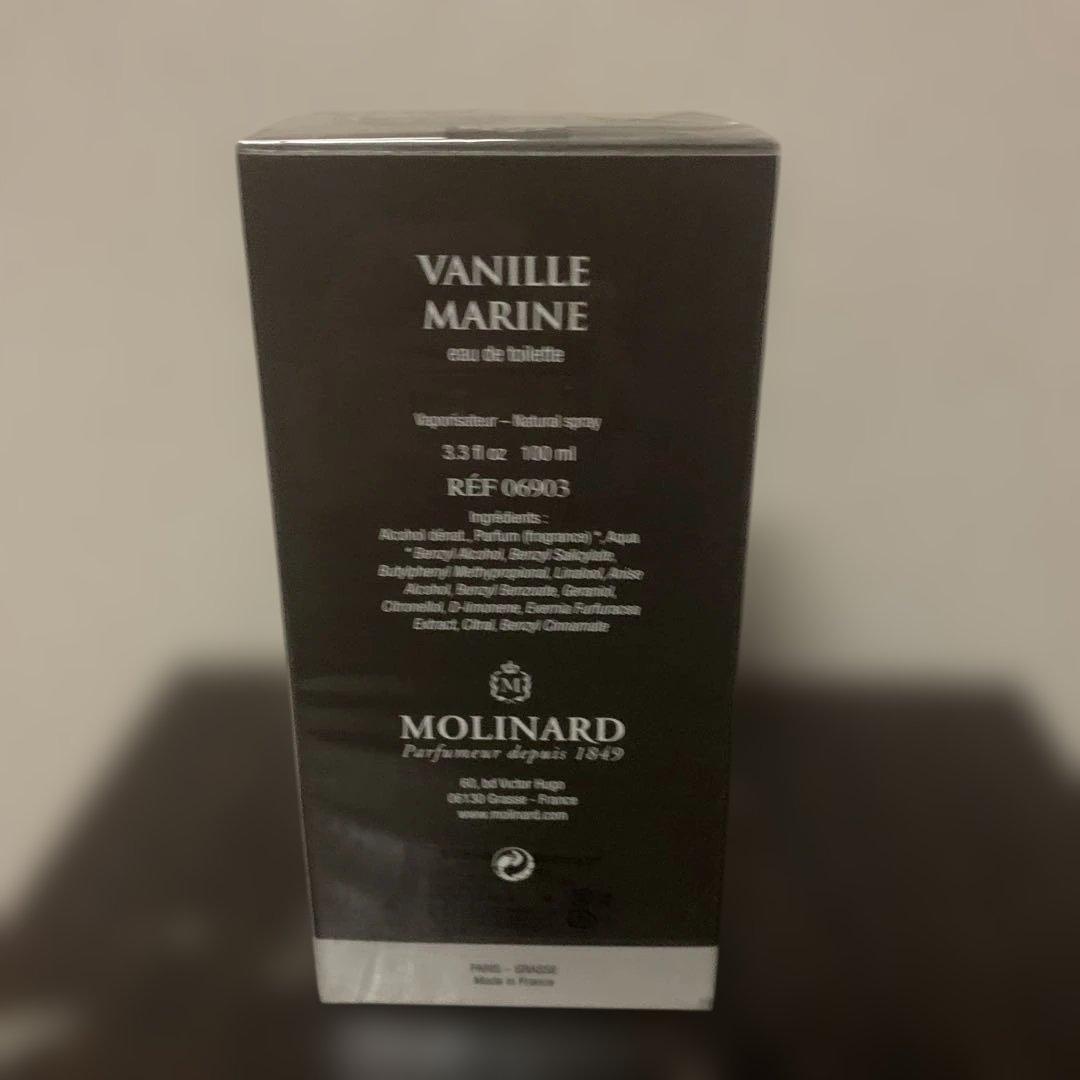 VANILLE
MARINE
eau de toilette
Vaporisateur – Natural spray
3.3 fl oz 100 ml
RÉF 06903
Ingrédients :
Alcohol dénat., Parfum (fragrance) *, Aqua
* Benzyl Alcohol, Benzyl Salicylate,
Butylphenyl Methypropional, Linalool, Anise
Alcohol, Benzyl Benzoate, Geraniol,
Citronellol, D-limonene, Evernia Furfuracea
Extract, Citral, Benzyl Cinnamate
M
MOLINARD
Parfumeur depuis 1849
60, bd Victor Hugo
06130 Grasse - France
www.molinard.com
PARIS – GRASSE
Made in France